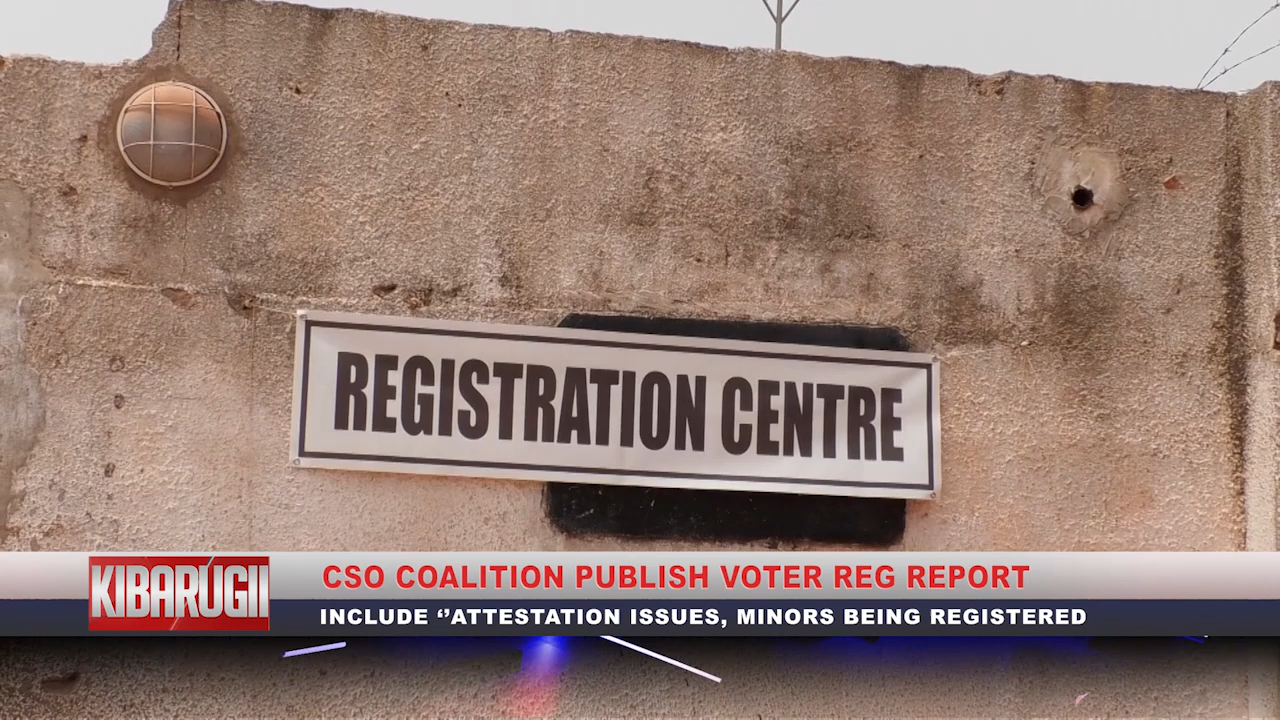 REGISTRATION CENTRE
KIBARUGII
CSO COALITION PUBLISH VOTER REG REPORT
INCLUDE ‘’ATTESTATION ISSUES, MINORS BEING REGISTERED